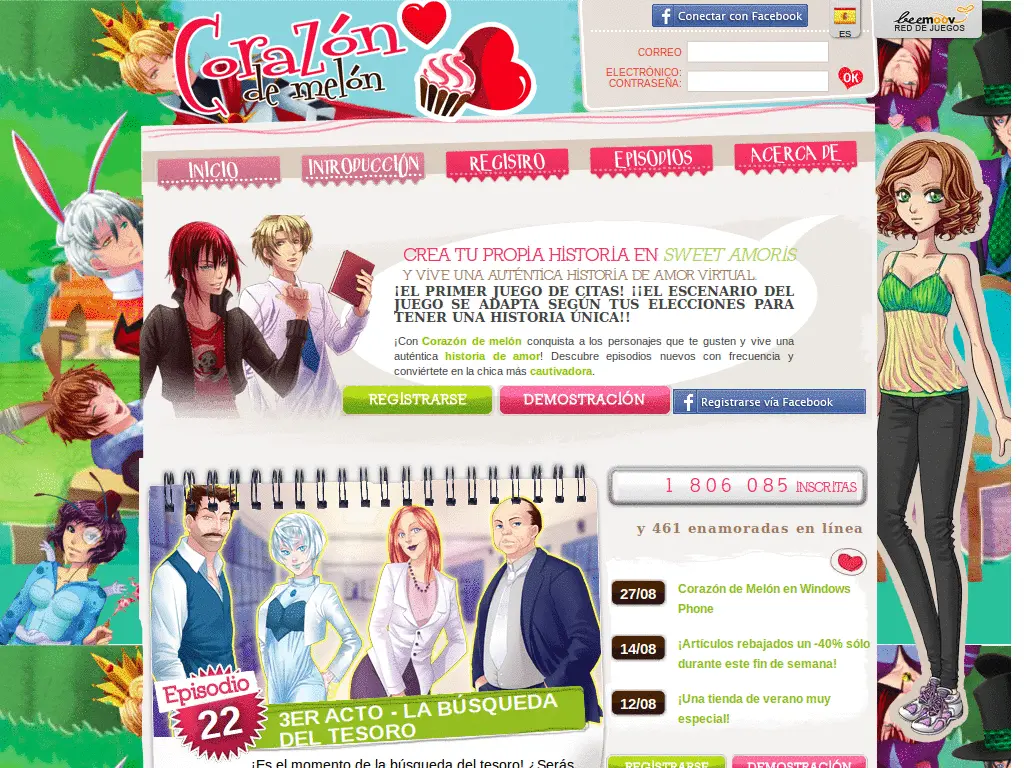 Corazón
de melón
Conectar con Facebook
ES
beemoov
RED DE JUEGOS
CORREO
ELECTRÓNICO:
CONTRASEÑA:
OK
INICIO
INTRODUCCIÓN
REGISTRO
EPISODIOS
ACERCA DE
CREA TU PROPIA HISTORIA EN SWEET AMORIS
Y VIVE UNA AUTÉNTICA HISTORIA DE AMOR VIRTUAL.
¡EL PRIMER JUEGO DE CITAS! ¡¡EL ESCENARIO DEL
JUEGO SE ADAPTA SEGÚN TUS ELECCIONES PARA
TENER UNA HISTORIA ÚNICA!!
¡Con Corazón de melón conquista a los personajes que te gusten y vive una
auténtica historia de amor! Descubre episodios nuevos con frecuencia y
conviértete en la chica más cautivadora.
REGISTRARSE
DEMOSTRACIÓN
Registrarse vía Facebook
1 806 085 INSCRITAS
y 461 enamoradas en línea
27/08
Corazón de Melón en Windows
Phone
14/08
¡Artículos rebajados un -40% sólo
durante este fin de semana!
12/08
¡Una tienda de verano muy
especial!
Episodio
22
3ER ACTO - LA BÚSQUEDA
DEL TESORO
¡Es el momento de la búsqueda del tesoro! ¿Serás
REGISTRARSE
DEMOSTRACIÓN